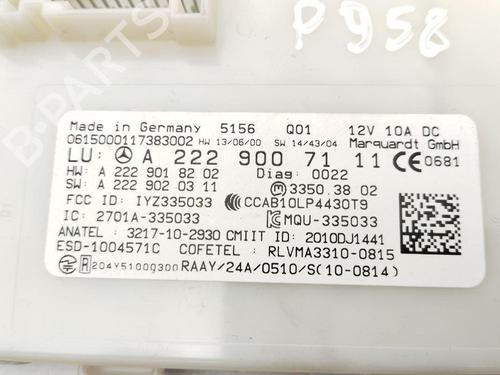 P958
Made in Germany 5156 Q01 12V 10A DC
0615000117383002 HW 13/06/00 SW 14/43/04 Marquardt GmbH
LU: A 222 900 71 11 CE 0681
HW: A 222 901 82 02 Diag: 0022
SW: A 222 902 03 11 3350.38 02
FCC ID: IYZ335033 CCAB10LP4430T9
IC: 2701A-335033 MQU-335033
ANATEL : 3217-10-2930 CMIIT ID: 2010DJ1441
ESD-1004571C COFETEL : RLVMA3310-0815
R 204Y51000300 RAAY/24A/0510/S(10-0814)
B-PARTS